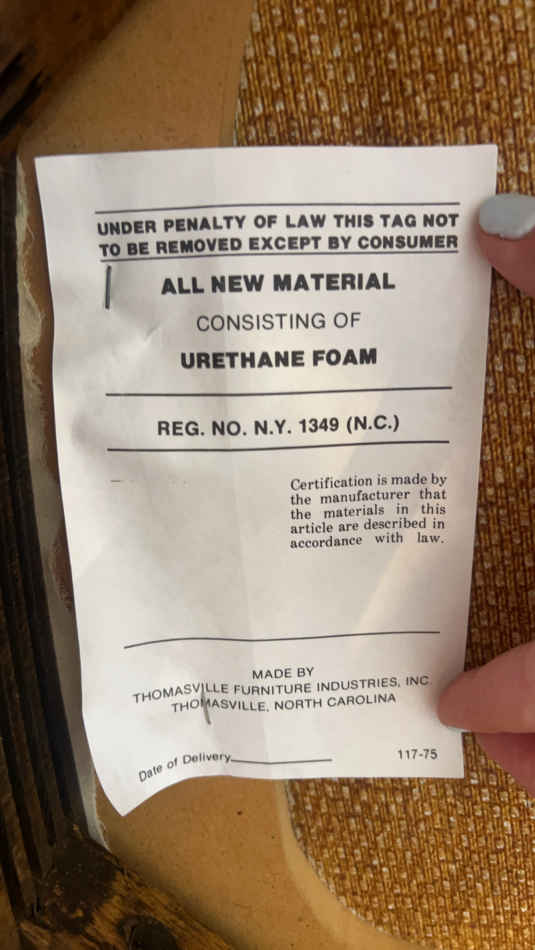 UNDER PENALTY OF LAW THIS TAG NOT
TO BE REMOVED EXCEPT BY CONSUMER
ALL NEW MATERIAL
CONSISTING OF
URETHANE FOAM
REG. NO. N.Y. 1349 (N.C.)
Certification is made by
the manufacturer that
the materials in this
article are described in
accordance with law.
MADE BY
THOMASVILLE FURNITURE INDUSTRIES, INC.
THOMASVILLE, NORTH CAROLINA
Date of Delivery
117-75